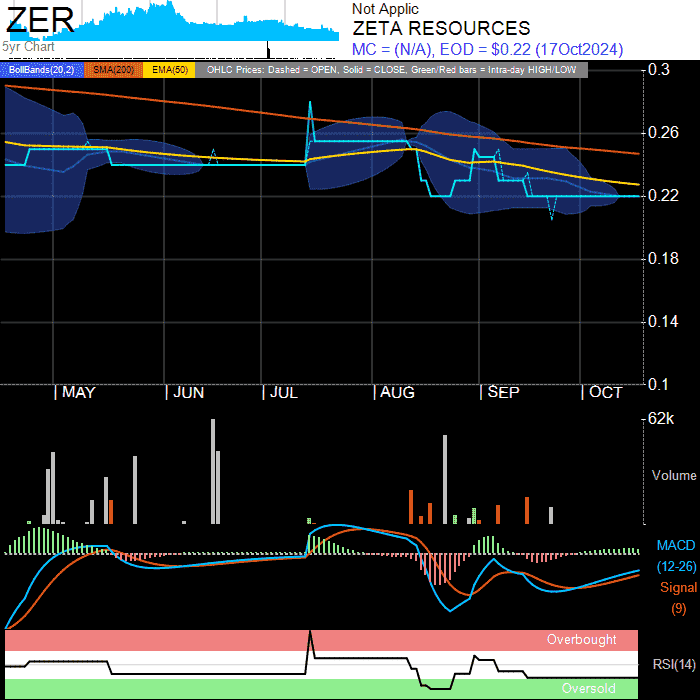 ZER
5yr Chart
Not Applic
ZETA RESOURCES
MC = (N/A), EOD = $0.22 (17Oct2024)
BollBands(20,2) SMA(200) EMA(50) OHLC Prices: Dashed = OPEN, Solid = CLOSE, Green/Red bars = Intra-day HIGH/LOW
0.3
0.26
0.22
0.18
0.14
0.1
MAY JUN JUL AUG SEP OCT
62k
Volume
MACD
(12-26)
Signal
(9)
Overbought
RSI(14)
Oversold